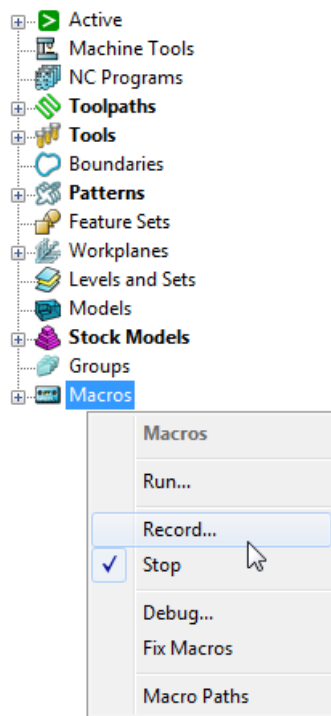 Active
Machine Tools
NC Programs
Toolpaths
Tools
Boundaries
Patterns
Feature Sets
Workplanes
Levels and Sets
Models
Stock Models
Groups
Macros
Macros
Run...
Record...
Stop
Debug...
Fix Macros
Macro Paths